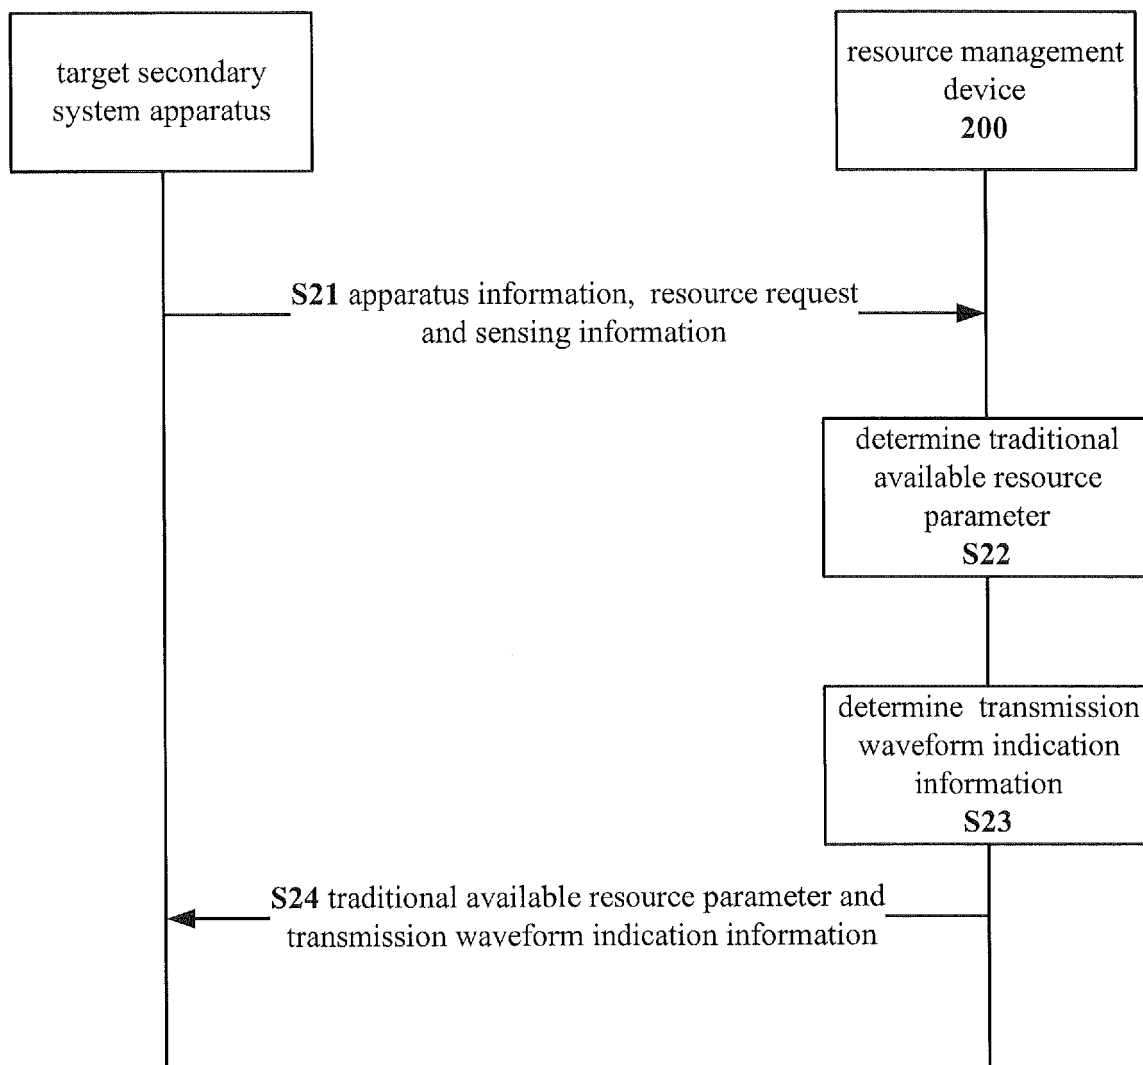 target secondary
system apparatus
resource management
device
200
S21 apparatus information, resource request
and sensing information
determine traditional
available resource
parameter
S22
determine transmission
waveform indication
information
S23
S24 traditional available resource parameter and
transmission waveform indication information